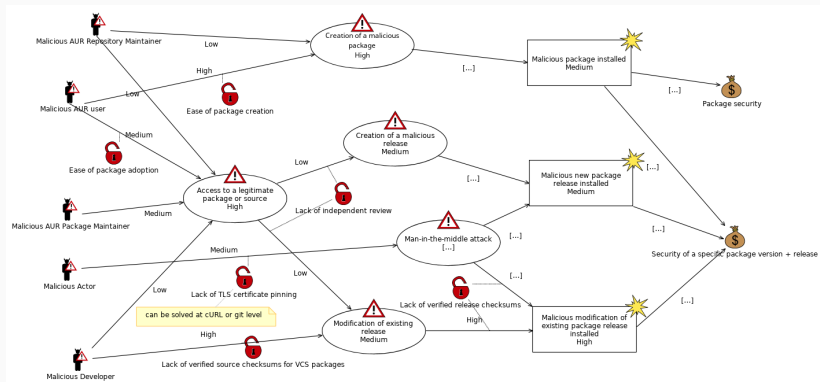 Malicious AUR Repository Maintainer
Low
Creation of a malicious
package
High
[...]
Malicious package installed
Medium
[...]
Package security
High
Low
Malicious AUR user
Ease of package creation
Medium
Ease of package adoption
Creation of a malicious
release
Medium
Low
[...]
Malicious new package
release installed
Medium
[...]
Access to a legitimate
package or source
High
Lack of independent review
Malicious AUR Package Maintainer
Medium
Man-in-the-middle attack
[...]
[...]
[...]
Security of a specific package version + release
Medium
Malicious Actor
Low
Low
[...]
Lack of TLS certificate pinning
Lack of verified release checksums
[...]
can be solved at cURL or git level
High
Modification of existing
release
Medium
High
Malicious modification of
existing package release
installed
High
Lack of verified source checksums for VCS packages
Malicious Developer